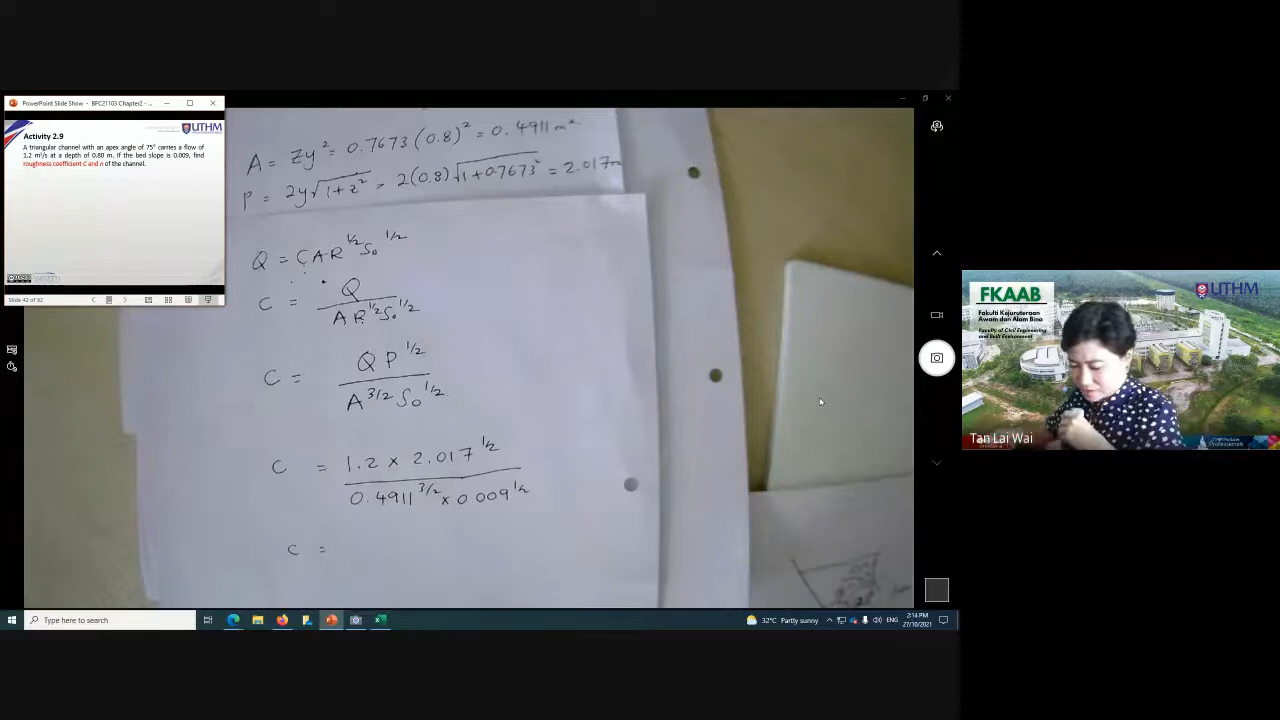 PowerPoint Slide Show - BFC21103 Chapter2 - ...
UTHM
Activity 2.9
A triangular channel with an apex angle of 75° carries a flow of
1.2 m³/s at a depth of 0.80 m. If the bed slope is 0.009, find
roughness coefficient C and n of the channel.
Slide 42 of 92
A = Zy² = 0.7673 (0.8)² = 0.4911 m²
P = 2y√1+z² = 2(0.8)√1+0.7673² = 2.017m
Q = CAR^1/2 S₀^1/2
C = Q / AR^1/2 S₀^1/2
C = Q P^1/2 / A^3/2 S₀^1/2
C = 1.2 × 2.017^1/2 / 0.4911^3/2 × 0.009^1/2
C =
FKAAB
Fakulti Kejuruteraan
Awam dan Alam Bina
Faculty of Civil Engineering
and Built Environment
UTHM
Tan Lai Wai
Type here to search
32°C Partly sunny
ENG
2:14 PM
27/10/2021